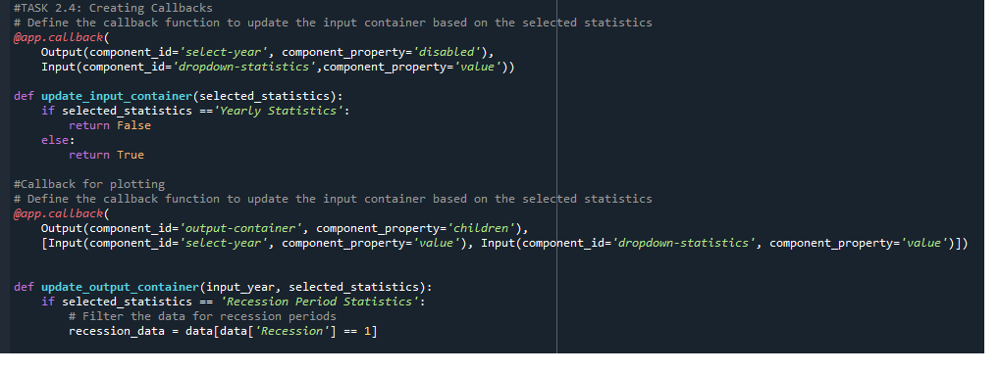 #TASK 2.4: Creating Callbacks
# Define the callback function to update the input container based on the selected statistics
@app.callback(
    Output(component_id='select-year', component_property='disabled'),
    Input(component_id='dropdown-statistics',component_property='value'))

def update_input_container(selected_statistics):
    if selected_statistics =='Yearly Statistics':
        return False
    else:
        return True

#Callback for plotting
# Define the callback function to update the input container based on the selected statistics
@app.callback(
    Output(component_id='output-container', component_property='children'),
    [Input(component_id='select-year', component_property='value'), Input(component_id='dropdown-statistics', component_property='value')])


def update_output_container(input_year, selected_statistics):
    if selected_statistics == 'Recession Period Statistics':
        # Filter the data for recession periods
        recession_data = data[data['Recession'] == 1]